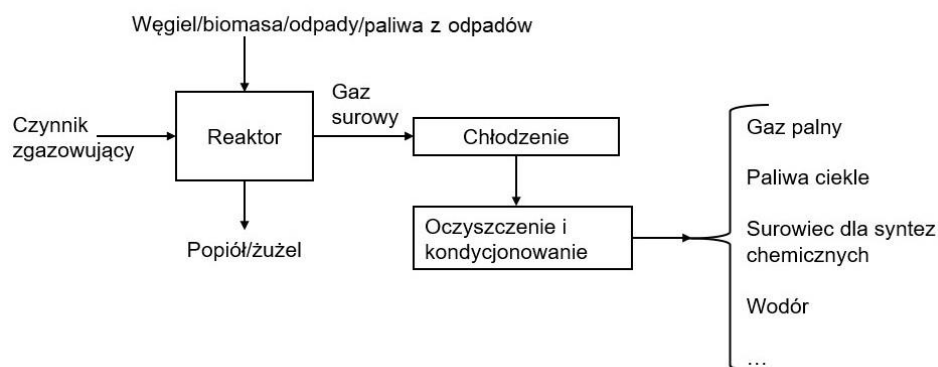 Węgiel/biomasa/odpady/paliwa z odpadów
Czynnik
zgazowujący
Reaktor
Gaz
surowy
Popiół/żużel
Chłodzenie
Oczyszczenie i
kondycjonowanie
Gaz palny
Paliwa ciekle
Surowiec dla syntez
chemicznych
Wodór
...